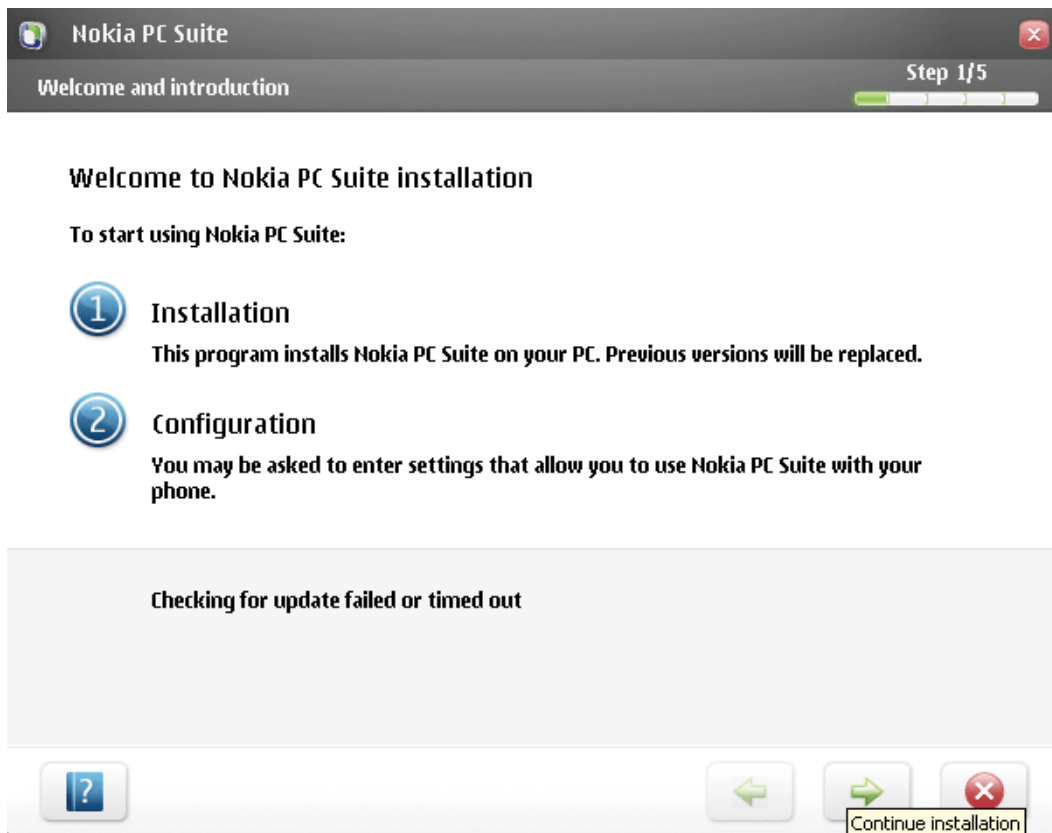 Nokia PC Suite
Welcome and introduction
Step 1/5
Welcome to Nokia PC Suite installation
To start using Nokia PC Suite:
1
Installation
This program installs Nokia PC Suite on your PC. Previous versions will be replaced.
2
Configuration
You may be asked to enter settings that allow you to use Nokia PC Suite with your
phone.
Checking for update failed or timed out
?
Continue installation